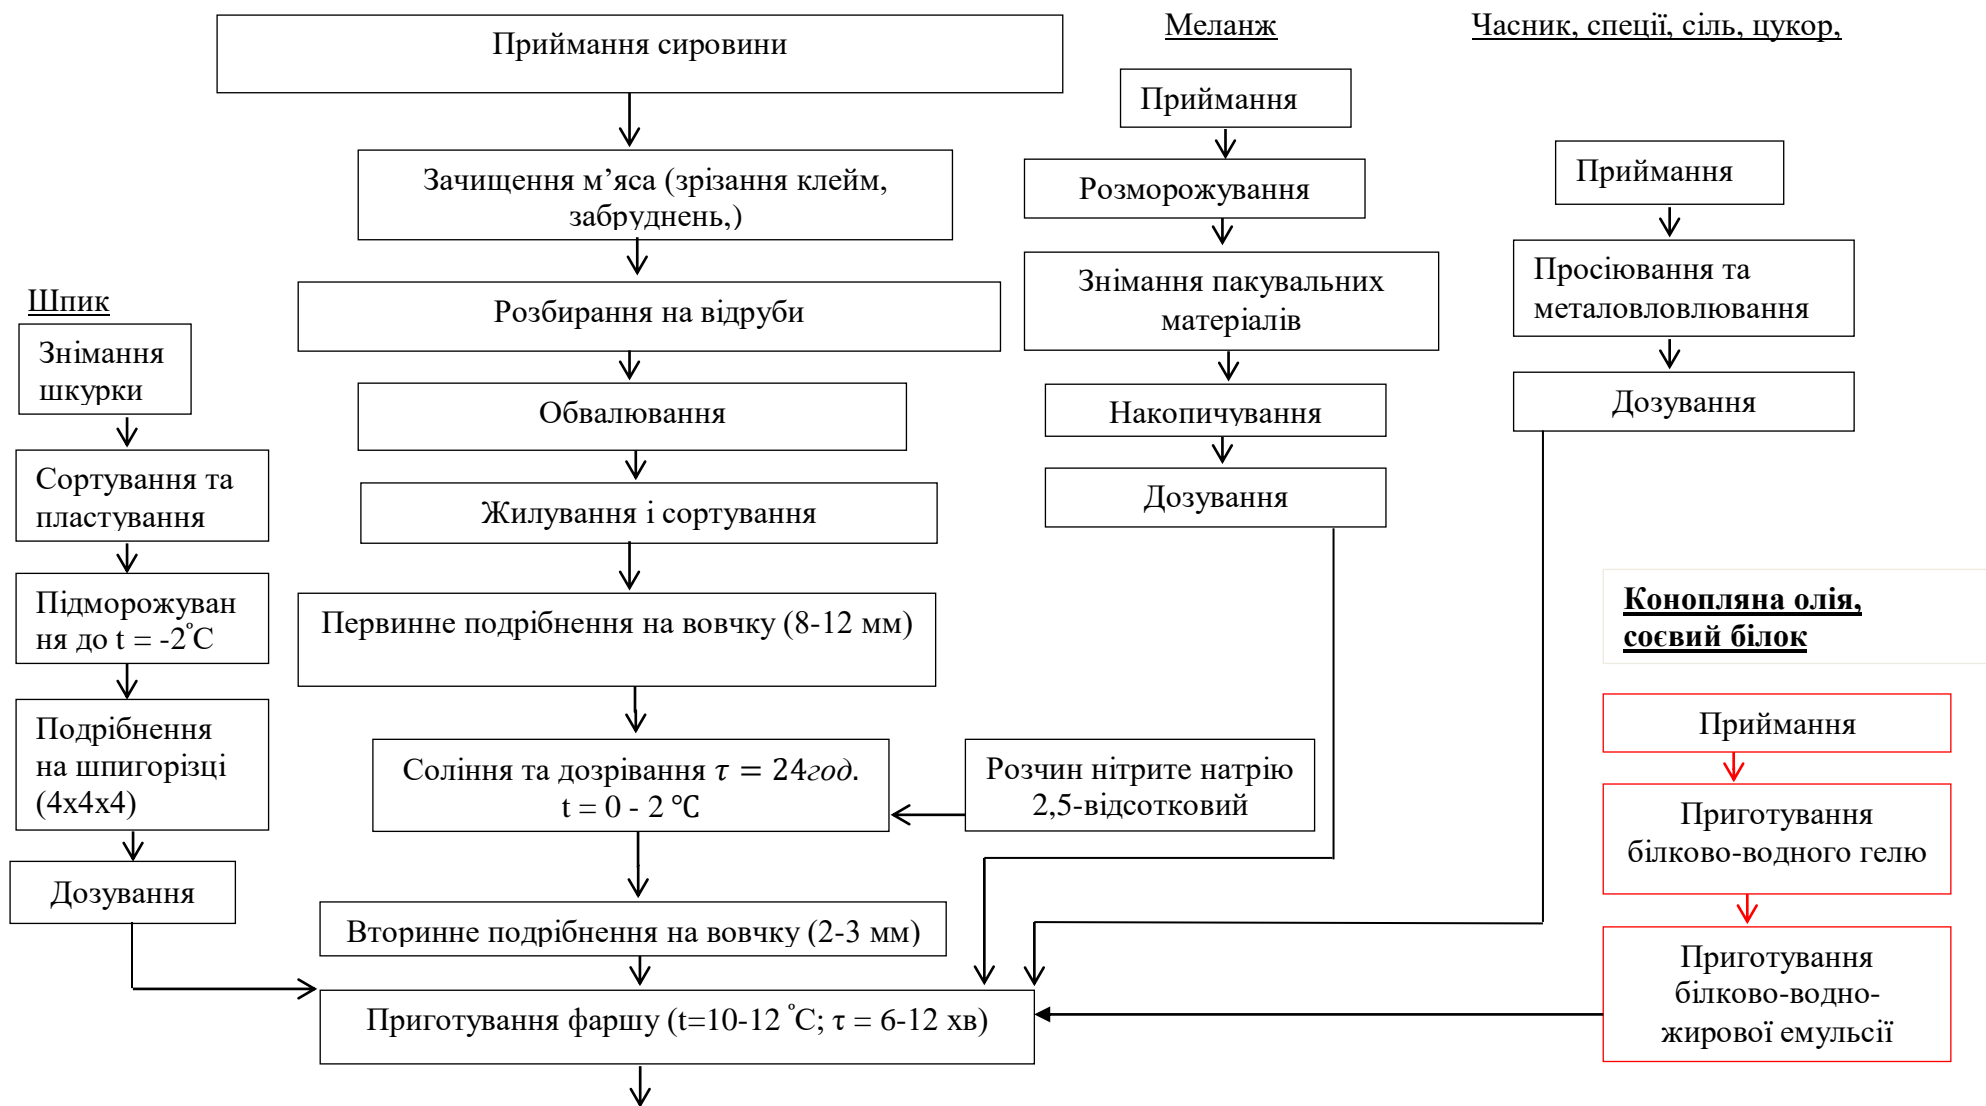 Приймання сировини
Зачищення м’яса (зрізання клейм,
забруднень,)
Розбирання на відруби
Обвалювання
Жилування і сортування
Первинне подрібнення на вовчку (8-12 мм)
Соління та дозрівання τ = 24год.
t = 0 - 2 ℃
Розчин нітрите натрію
2,5-відсотковий
Вторинне подрібнення на вовчку (2-3 мм)
Приготування фаршу (t=10-12 °С; τ = 6-12 хв)
Шпик
Знімання
шкурки
Сортування та
пластування
Підморожуван
ня до t = -2°С
Подрібнення
на шпигорізці
(4х4х4)
Дозування
Меланж
Приймання
Розморожування
Знімання пакувальних
матеріалів
Накопичування
Дозування
Часник, спеції, сіль, цукор,
Приймання
Просіювання та
металовловлювання
Дозування
Конопляна олія,
соєвий білок
Приймання
Приготування
білково-водного гелю
Приготування
білково-водно-
жирової емульсії